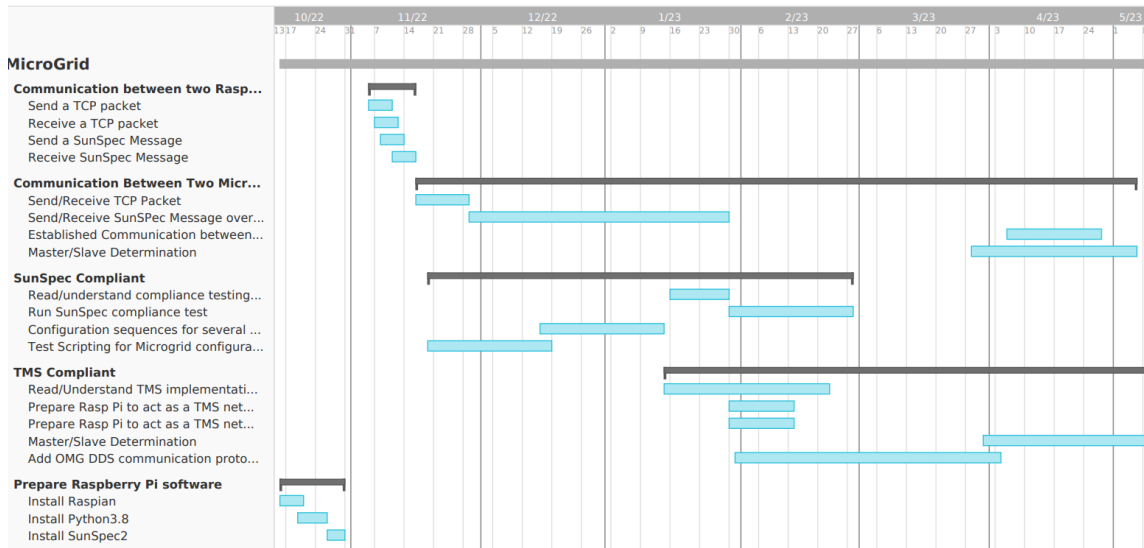 10/22 11/22 12/22 1/23 2/23 3/23 4/23 5/23
13 17 24 31 7 14 21 28 5 12 19 26 2 9 16 23 30 6 13 20 27 6 13 20 27 3 10 17 24 1
MicroGrid
Communication between two Rasp...
Send a TCP packet
Receive a TCP packet
Send a SunSpec Message
Receive SunSpec Message
Communication Between Two Micr...
Send/Receive TCP Packet
Send/Receive SunSPec Message over...
Established Communication between...
Master/Slave Determination
SunSpec Compliant
Read/understand compliance testing...
Run SunSpec compliance test
Configuration sequences for several ...
Test Scripting for Microgrid configura...
TMS Compliant
Read/Understand TMS implementati...
Prepare Rasp Pi to act as a TMS net...
Prepare Rasp Pi to act as a TMS net...
Master/Slave Determination
Add OMG DDS communication proto...
Prepare Raspberry Pi software
Install Raspian
Install Python3.8
Install SunSpec2